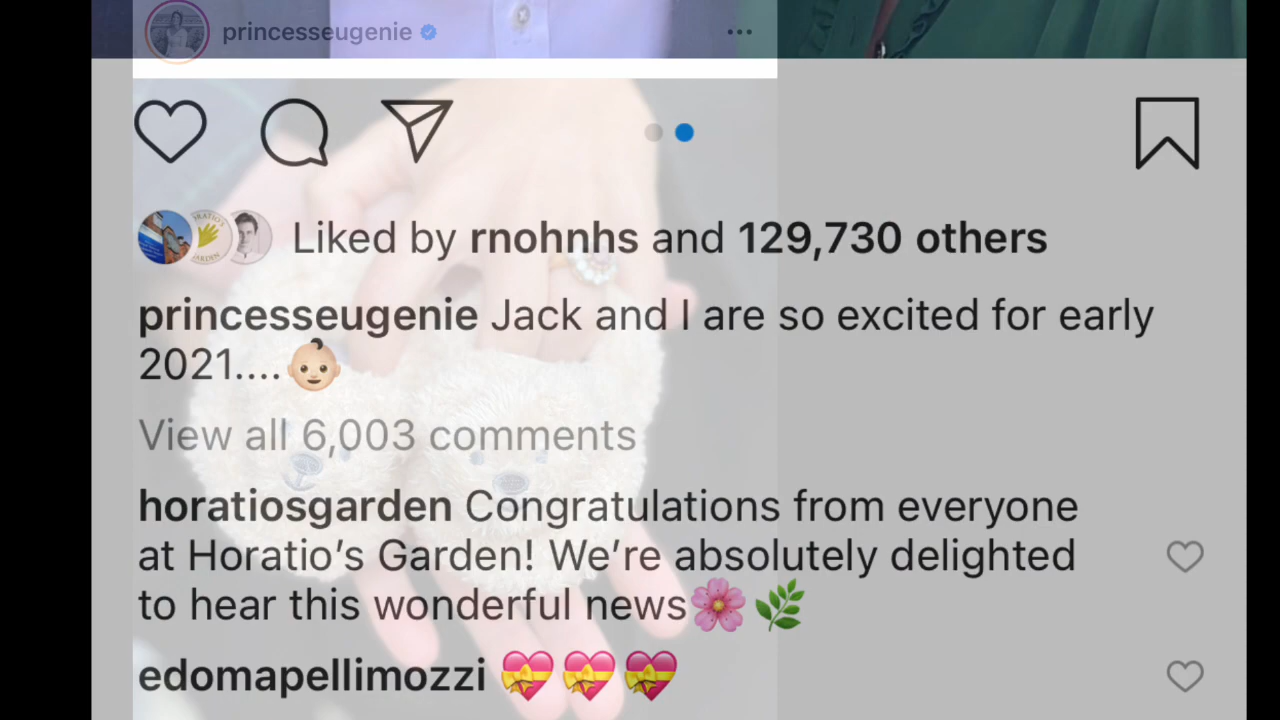 princesseugenie
Liked by rnohnhs and 129,730 others
princesseugenie Jack and I are so excited for early
2021....👶🏻
View all 6,003 comments
horatiosgarden Congratulations from everyone
at Horatio’s Garden! We’re absolutely delighted
to hear this wonderful news🌸🌿
edomapellimozzi 💝💝💝